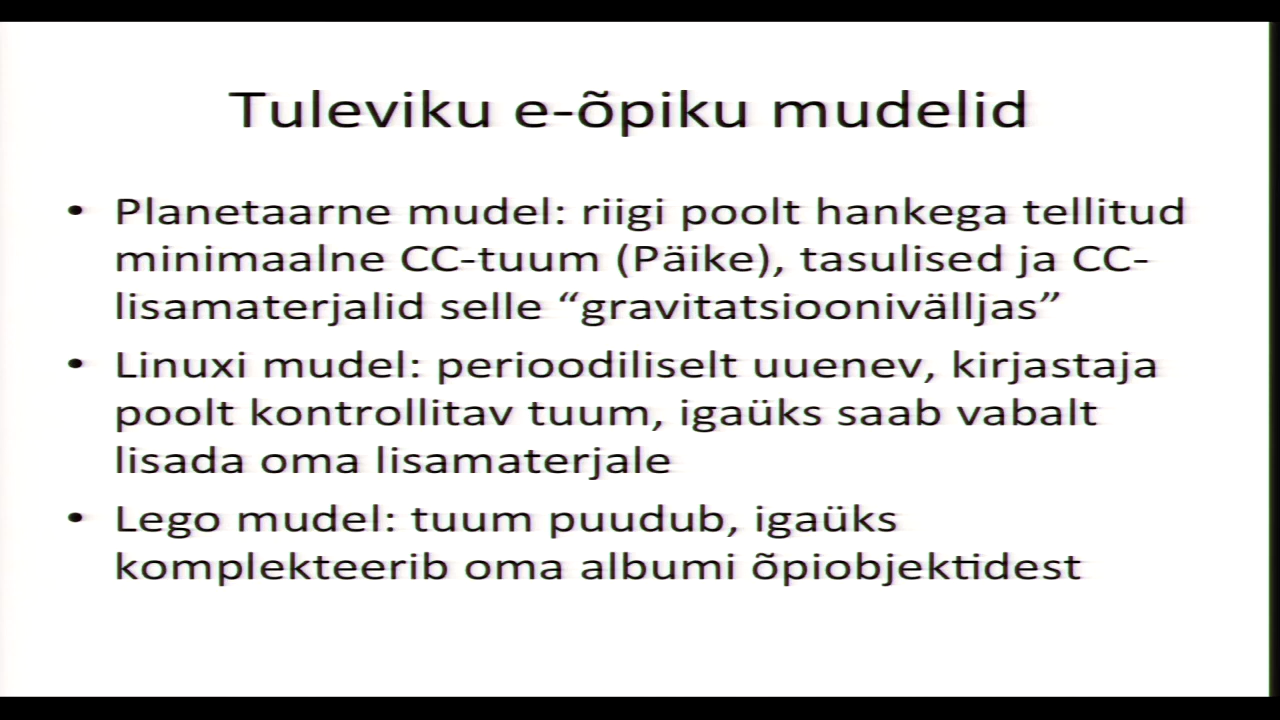 Tuleviku e-õpiku mudelid
• Planetaarne mudel: riigi poolt hankega tellitud
minimaalne CC-tuum (Päike), tasulised ja CC-
lisamaterjalid selle “gravitatsioonivälljas”
• Linuxi mudel: perioodiliselt uuenev, kirjastaja
poolt kontrollitav tuum, igaüks saab vabalt
lisada oma lisamaterjale
• Lego mudel: tuum puudub, igaüks
komplekteerib oma albumi õpiobjektidest